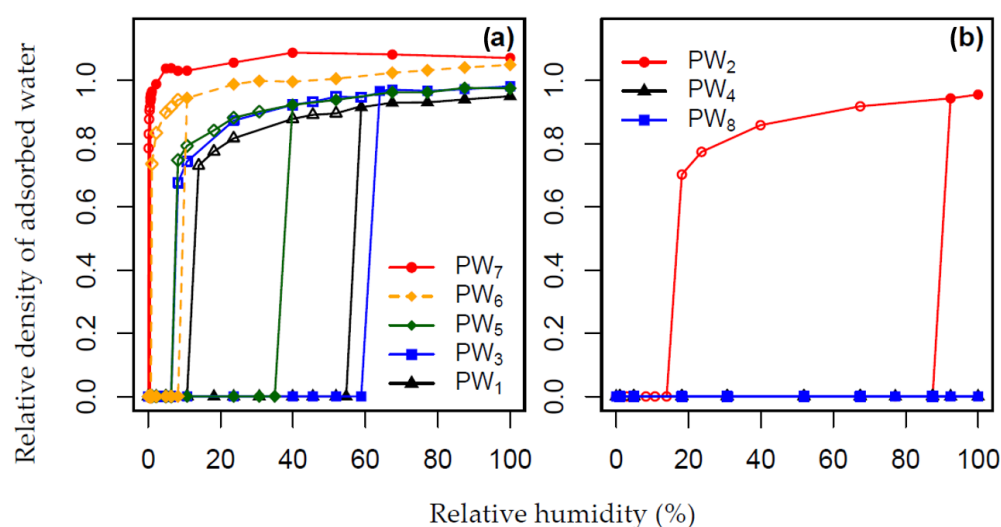 Relative density of adsorbed water
(a)
1.0
0.8
0.6
0.4
0.2
0.0
PW₇
PW₆
PW₅
PW₃
PW₁
0 20 40 60 80 100
(b)
PW₂
PW₄
PW₈
1.0
0.8
0.6
0.4
0.2
0.0
0 20 40 60 80 100
Relative humidity (%)